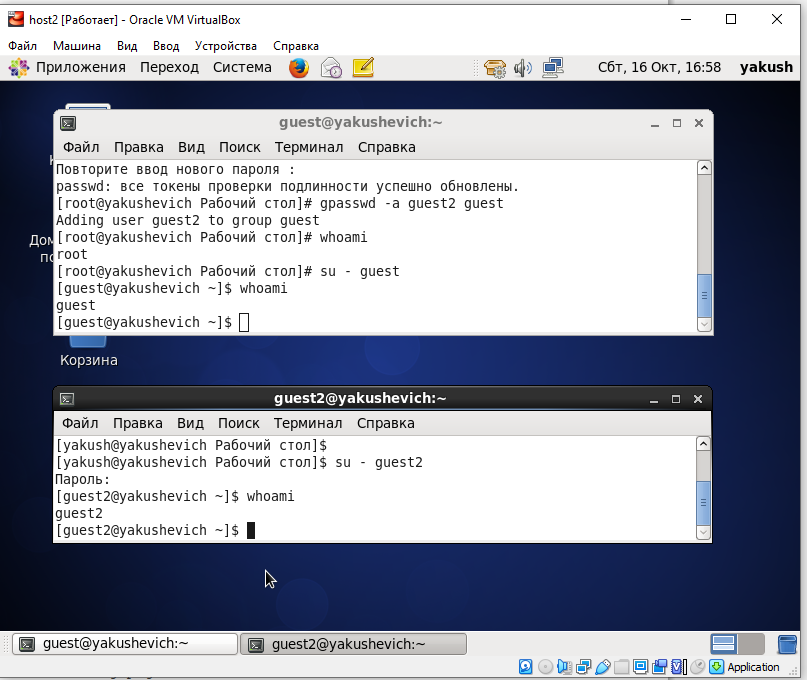 host2 [Работает] - Oracle VM VirtualBox
Файл Машина Вид Ввод Устройства Справка
Приложения Переход Система Сбт, 16 Окт, 16:58 yakush
guest@yakushevich:~
Файл Правка Вид Поиск Терминал Справка
Повторите ввод нового пароля :
passwd: все токены проверки подлинности успешно обновлены.
[root@yakushevich Рабочий стол]# gpasswd -a guest2 guest
Adding user guest2 to group guest
[root@yakushevich Рабочий стол]# whoami
root
[root@yakushevich Рабочий стол]# su - guest
[guest@yakushevich ~]$ whoami
guest
[guest@yakushevich ~]$
Корзина
guest2@yakushevich:~
Файл Правка Вид Поиск Терминал Справка
[yakush@yakushevich Рабочий стол]$
[yakush@yakushevich Рабочий стол]$ su - guest2
Пароль:
[guest2@yakushevich ~]$ whoami
guest2
[guest2@yakushevich ~]$
guest@yakushevich:~ guest2@yakushevich:~
Application